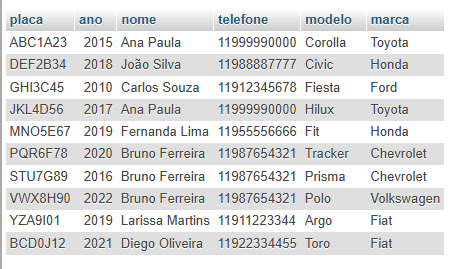 placa ano nome telefone modelo marca
ABC1A23 2015 Ana Paula 11999990000 Corolla Toyota
DEF2B34 2018 João Silva 11988887777 Civic Honda
GHI3C45 2010 Carlos Souza 11912345678 Fiesta Ford
JKL4D56 2017 Ana Paula 11999990000 Hilux Toyota
MNO5E67 2019 Fernanda Lima 11955556666 Fit Honda
PQR6F78 2020 Bruno Ferreira 11987654321 Tracker Chevrolet
STU7G89 2016 Bruno Ferreira 11987654321 Prisma Chevrolet
VWX8H90 2022 Bruno Ferreira 11987654321 Polo Volkswagen
YZA9I01 2019 Larissa Martins 11911223344 Argo Fiat
BCD0J12 2021 Diego Oliveira 11922334455 Toro Fiat